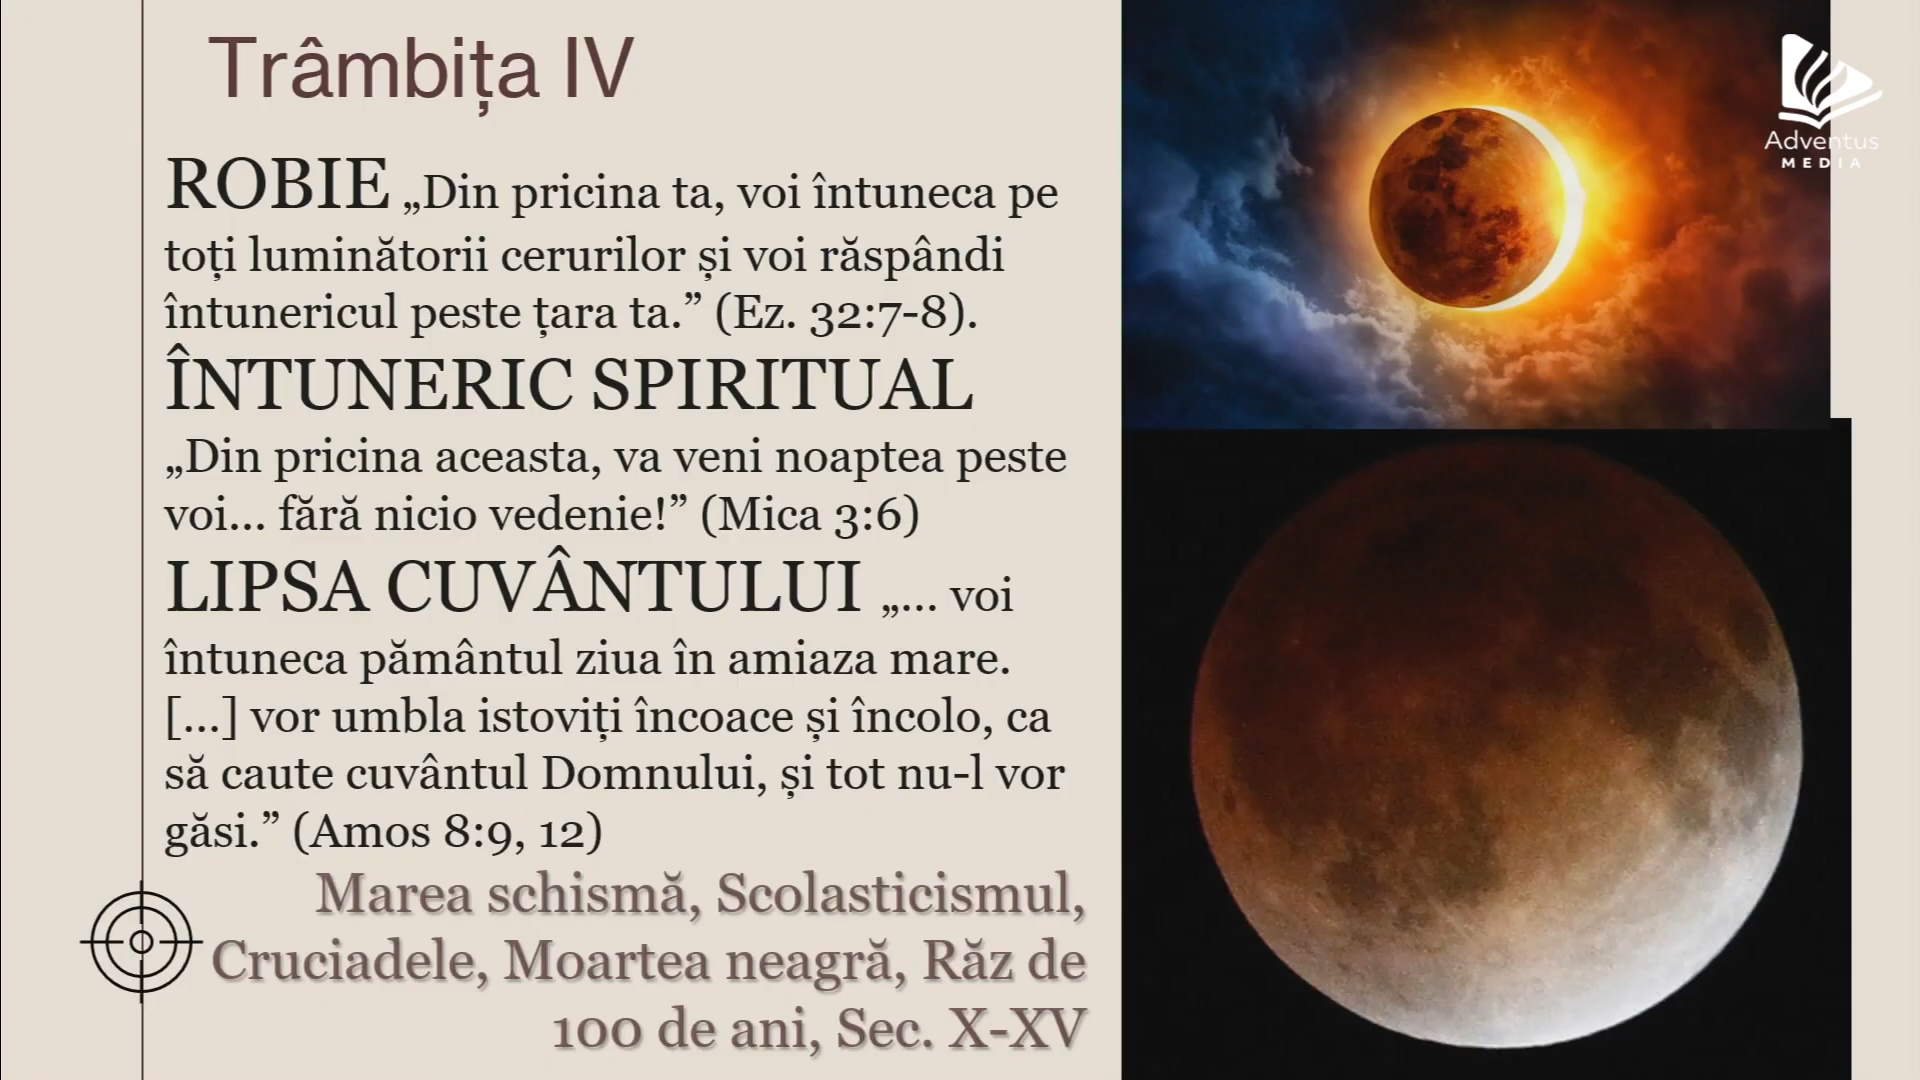 Trâmbița IV
ROBIE „Din pricina ta, voi întuneca pe
toți luminătorii cerurilor și voi răspândi
întunericul peste țara ta.” (Ez. 32:7-8).
ÎNTUNERIC SPIRITUAL
„Din pricina aceasta, va veni noaptea peste
voi... fără nicio vedenie!” (Mica 3:6)
LIPSA CUVÂNTULUI „... voi
întuneca pământul ziua în amiaza mare.
[...] vor umbla istoviți încoace și încolo, ca
să caute cuvântul Domnului, și tot nu-l vor
găsi.” (Amos 8:9, 12)
Marea schismă, Scolasticismul,
Cruciadele, Moartea neagră, Răz de
100 de ani, Sec. X-XV
Adventus
MEDIA